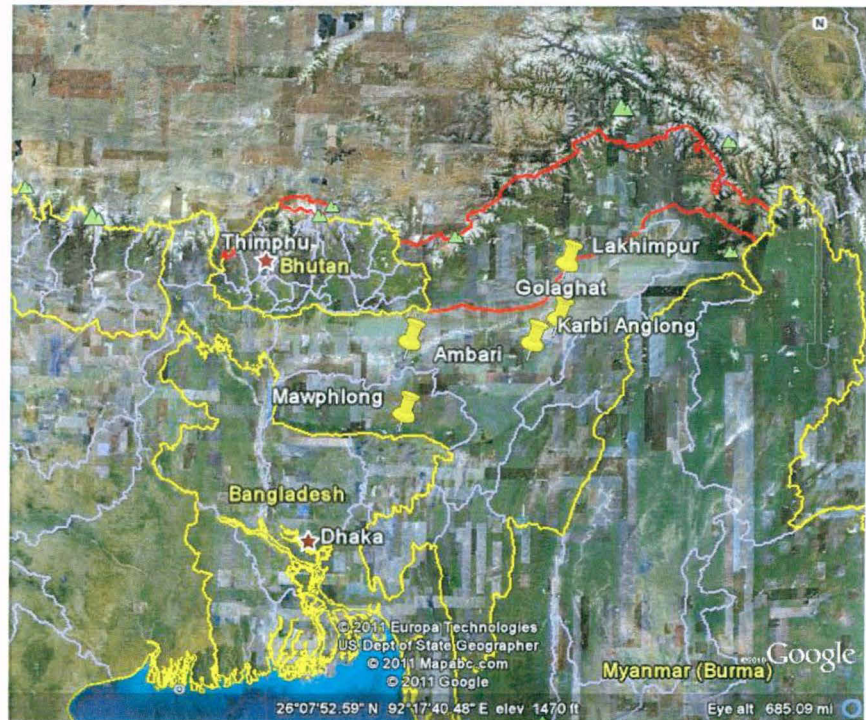 N
Lakhimpur
Thimphu
Bhutan
Golaghat
Karbi Anglong
Ambari
Mawphlong
Bangladesh
Dhaka
© 2011 Europa Technologies
US Dept of State Geographer
© 2011 Mapabc.com
© 2011 Google
Myanmar (Burma)
©2010 Google
26°07'52.59" N 92°17'40.48" E elev 1470 ft
Eye alt 685.09 mi